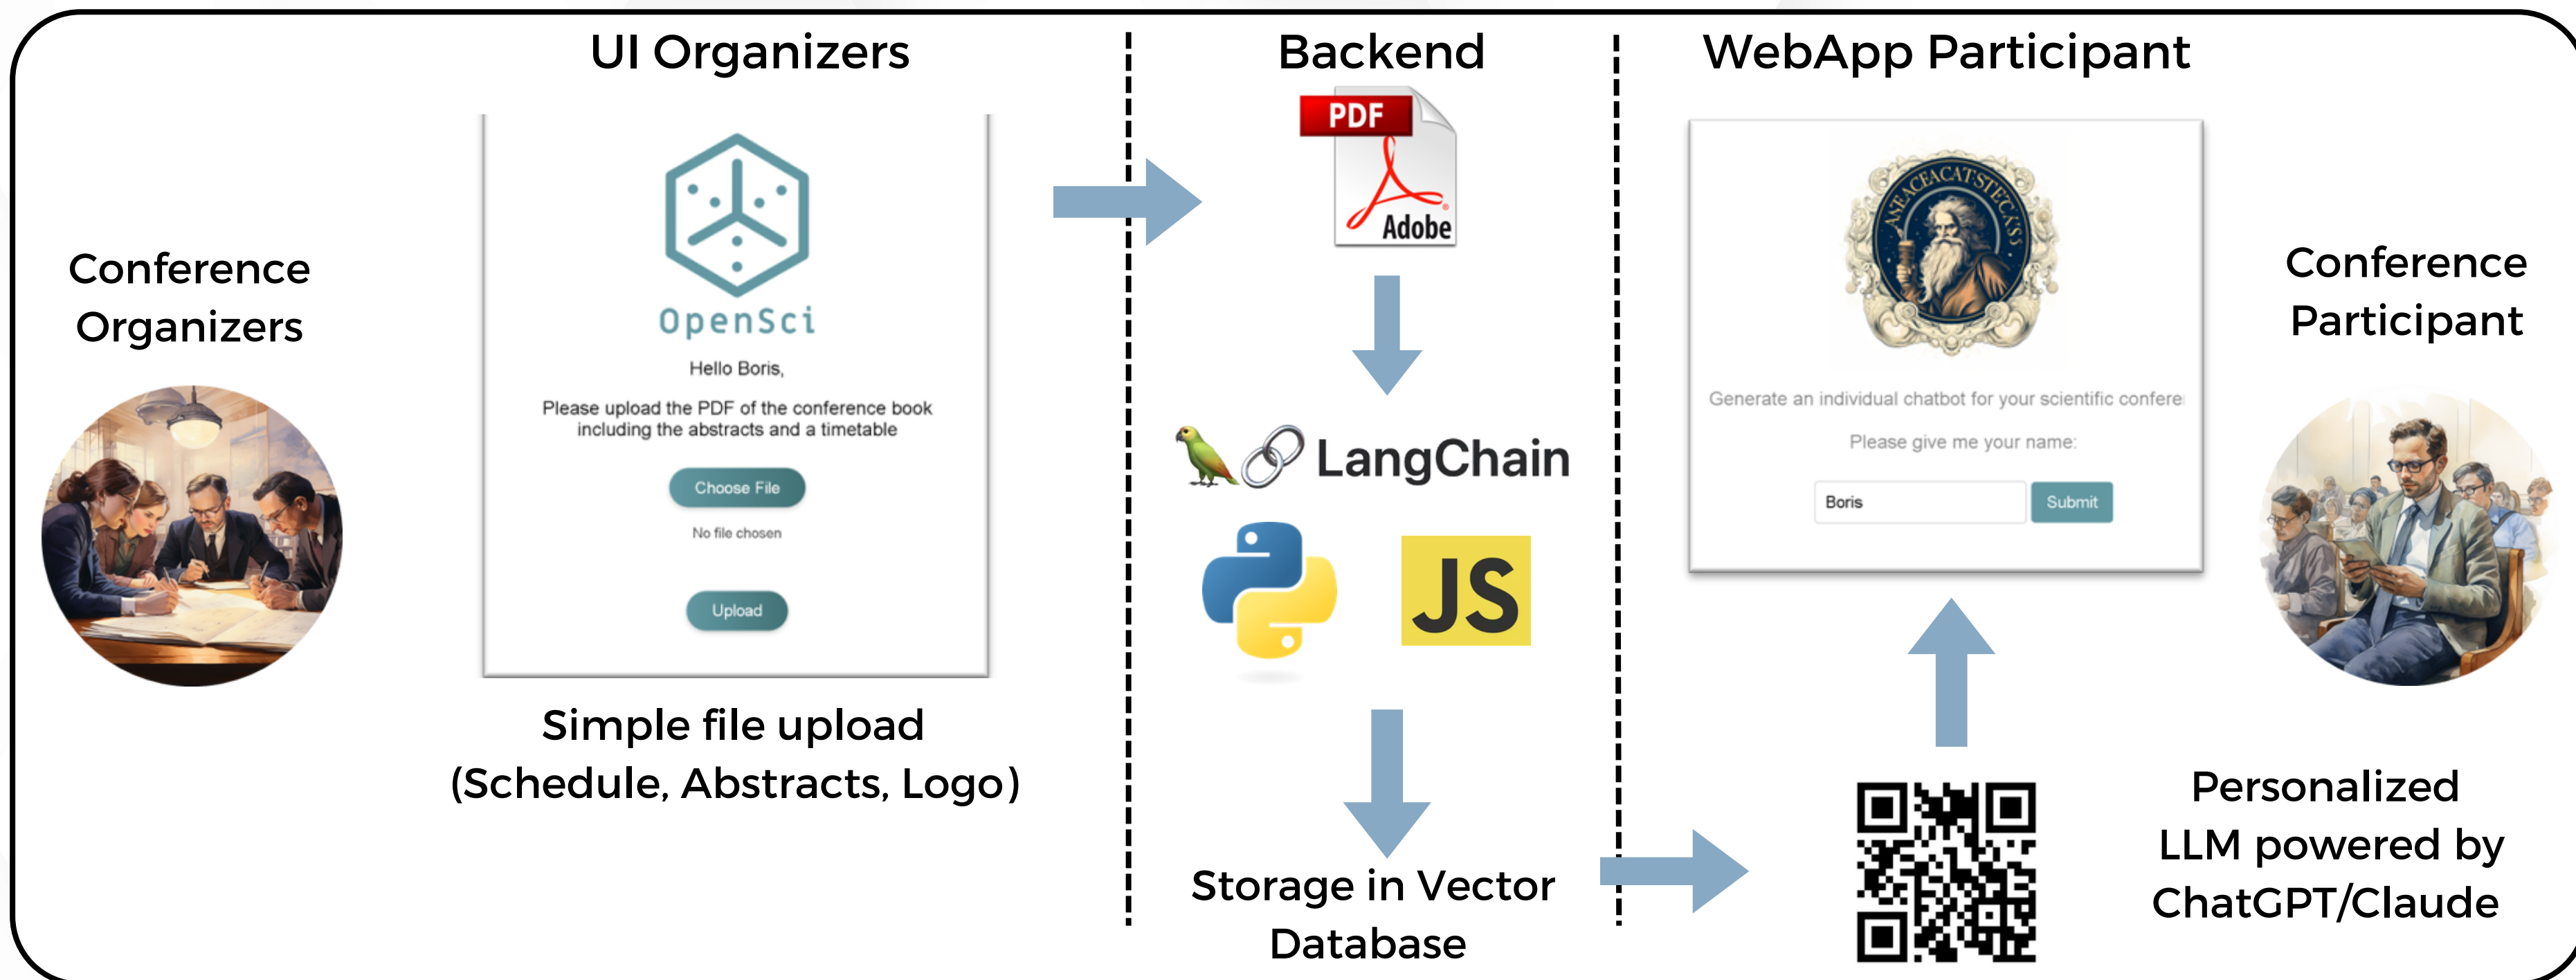 UI Organizers
Backend
WebApp Participant
Conference
Organizers
OpenSci
Hello Boris,
Please upload the PDF of the conference book
including the abstracts and a timetable
Choose File
No file chosen
Upload
Simple file upload
(Schedule, Abstracts, Logo)
PDF
Adobe
LangChain
JS
Storage in Vector
Database
Generate an individual chatbot for your scientific confere
Please give me your name:
Boris
Submit
Conference
Participant
Personalized
LLM powered by
ChatGPT/Claude